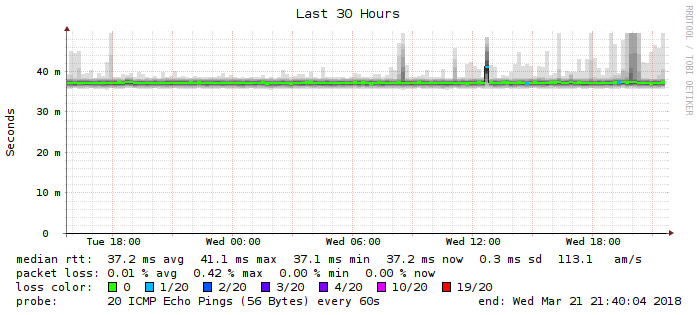 Last 30 Hours
RRDTOOL / TOBI OETIKER
Seconds
40 m
30 m
20 m
10 m
0
Tue 18:00 Wed 00:00 Wed 06:00 Wed 12:00 Wed 18:00
median rtt: 37.2 ms avg 41.1 ms max 37.1 ms min 37.2 ms now 0.3 ms sd 113.1 am/s
packet loss: 0.01 % avg 0.42 % max 0.00 % min 0.00 % now
loss color: 0 1/20 2/20 3/20 4/20 10/20 19/20
probe: 20 ICMP Echo Pings (56 Bytes) every 60s end: Wed Mar 21 21:40:04 2018